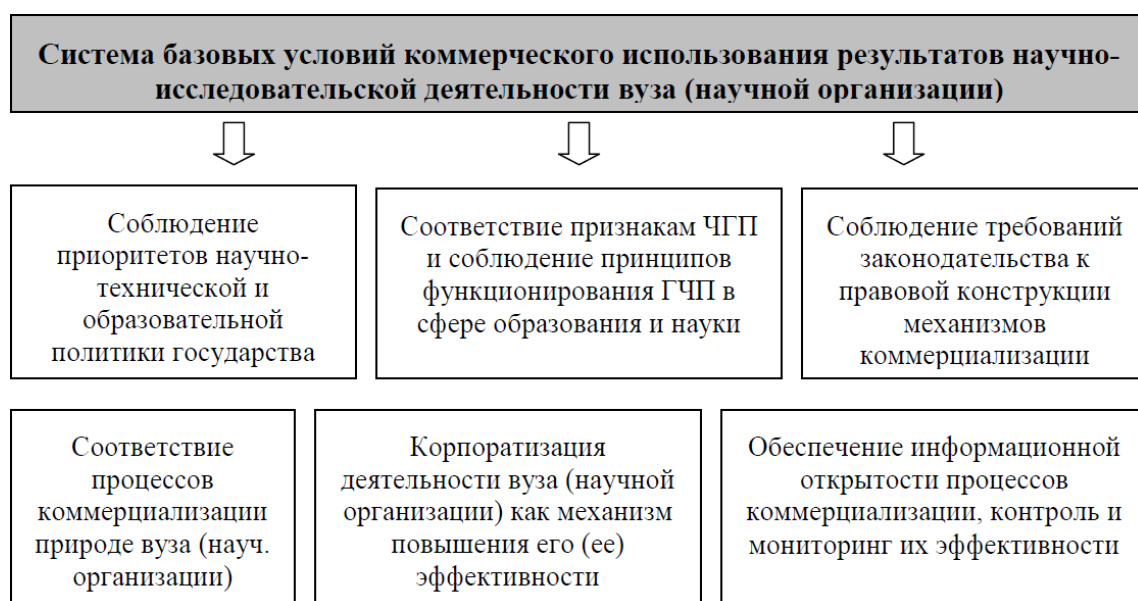 Система базовых условий коммерческого использования результатов научно-
исследовательской деятельности вуза (научной организации)
Соблюдение
приоритетов научно-
технической и
образовательной
политики государства
Соответствие признакам ЧГП
и соблюдение принципов
функционирования ГЧП в
сфере образования и науки
Соблюдение требований
законодательства к
правовой конструкции
механизмов
коммерциализации
Соответствие
процессов
коммерциализации
природе вуза (науч.
организации)
Корпоратизация
деятельности вуза (научной
организации) как механизм
повышения его (ее)
эффективности
Обеспечение информационной
открытости процессов
коммерциализации, контроль и
мониторинг их эффективности